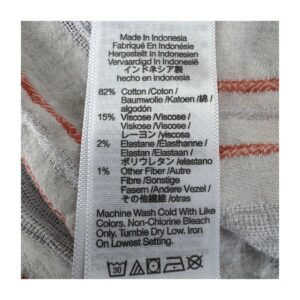 Made In Indonesia
Fabriqué En Indonésie
Hergestellt In Indonesien
Vervaardigd In Indonesië
インドネシア製
hecho en Indonesia
82% Cotton/Coton/
Baumwolle/Katoen/綿/
algodón
15% Viscose/Viscose/
Viskose/Viscose/
レーヨン/viscosa
2% Elastane/Elasthanne/
Elastan/Elastaan/
ポリウレタン/elastano
1% Other Fiber/Autre
Fibre/Sonstige
Fasern/Andere Vezel/
その他繊維/otras
Machine Wash Cold With Like
Colors. Non-Chlorine Bleach
Only. Tumble Dry Low. Iron
On Lowest Setting.
30